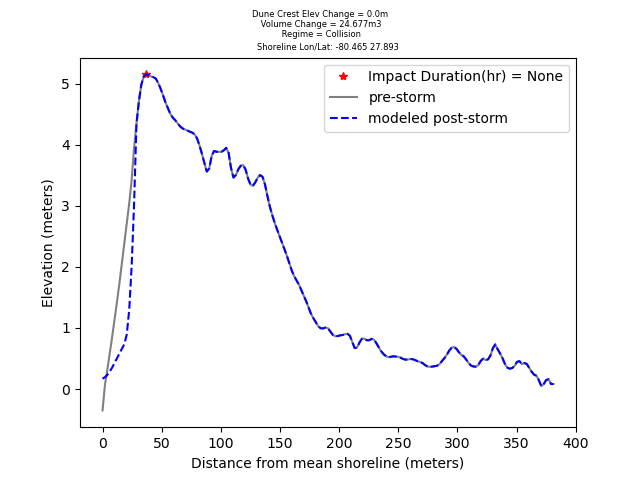 Dune Crest Elev Change = 0.0m
Volume Change = 24.677m3
Regime = Collision
Shoreline Lon/Lat: -80.465 27.893
Impact Duration(hr) = None
pre-storm
modeled post-storm
Elevation (meters)
5
4
3
2
1
0
0 50 100 150 200 250 300 350 400
Distance from mean shoreline (meters)